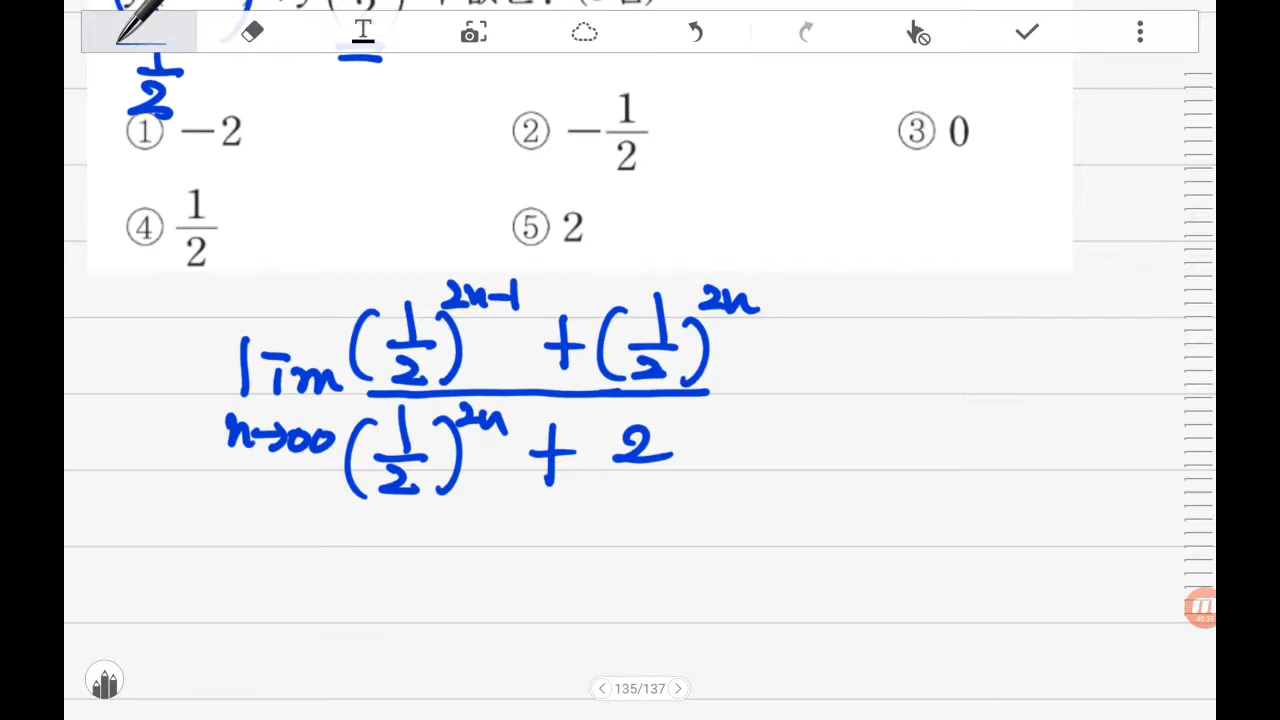 T
1/2
① −2 ② −1/2 ③ 0
④ 1/2 ⑤ 2
lim n→∞ ((1/2)^{2n-1} + (1/2)^{2n}) / ((1/2)^{2n} + 2)
135/137